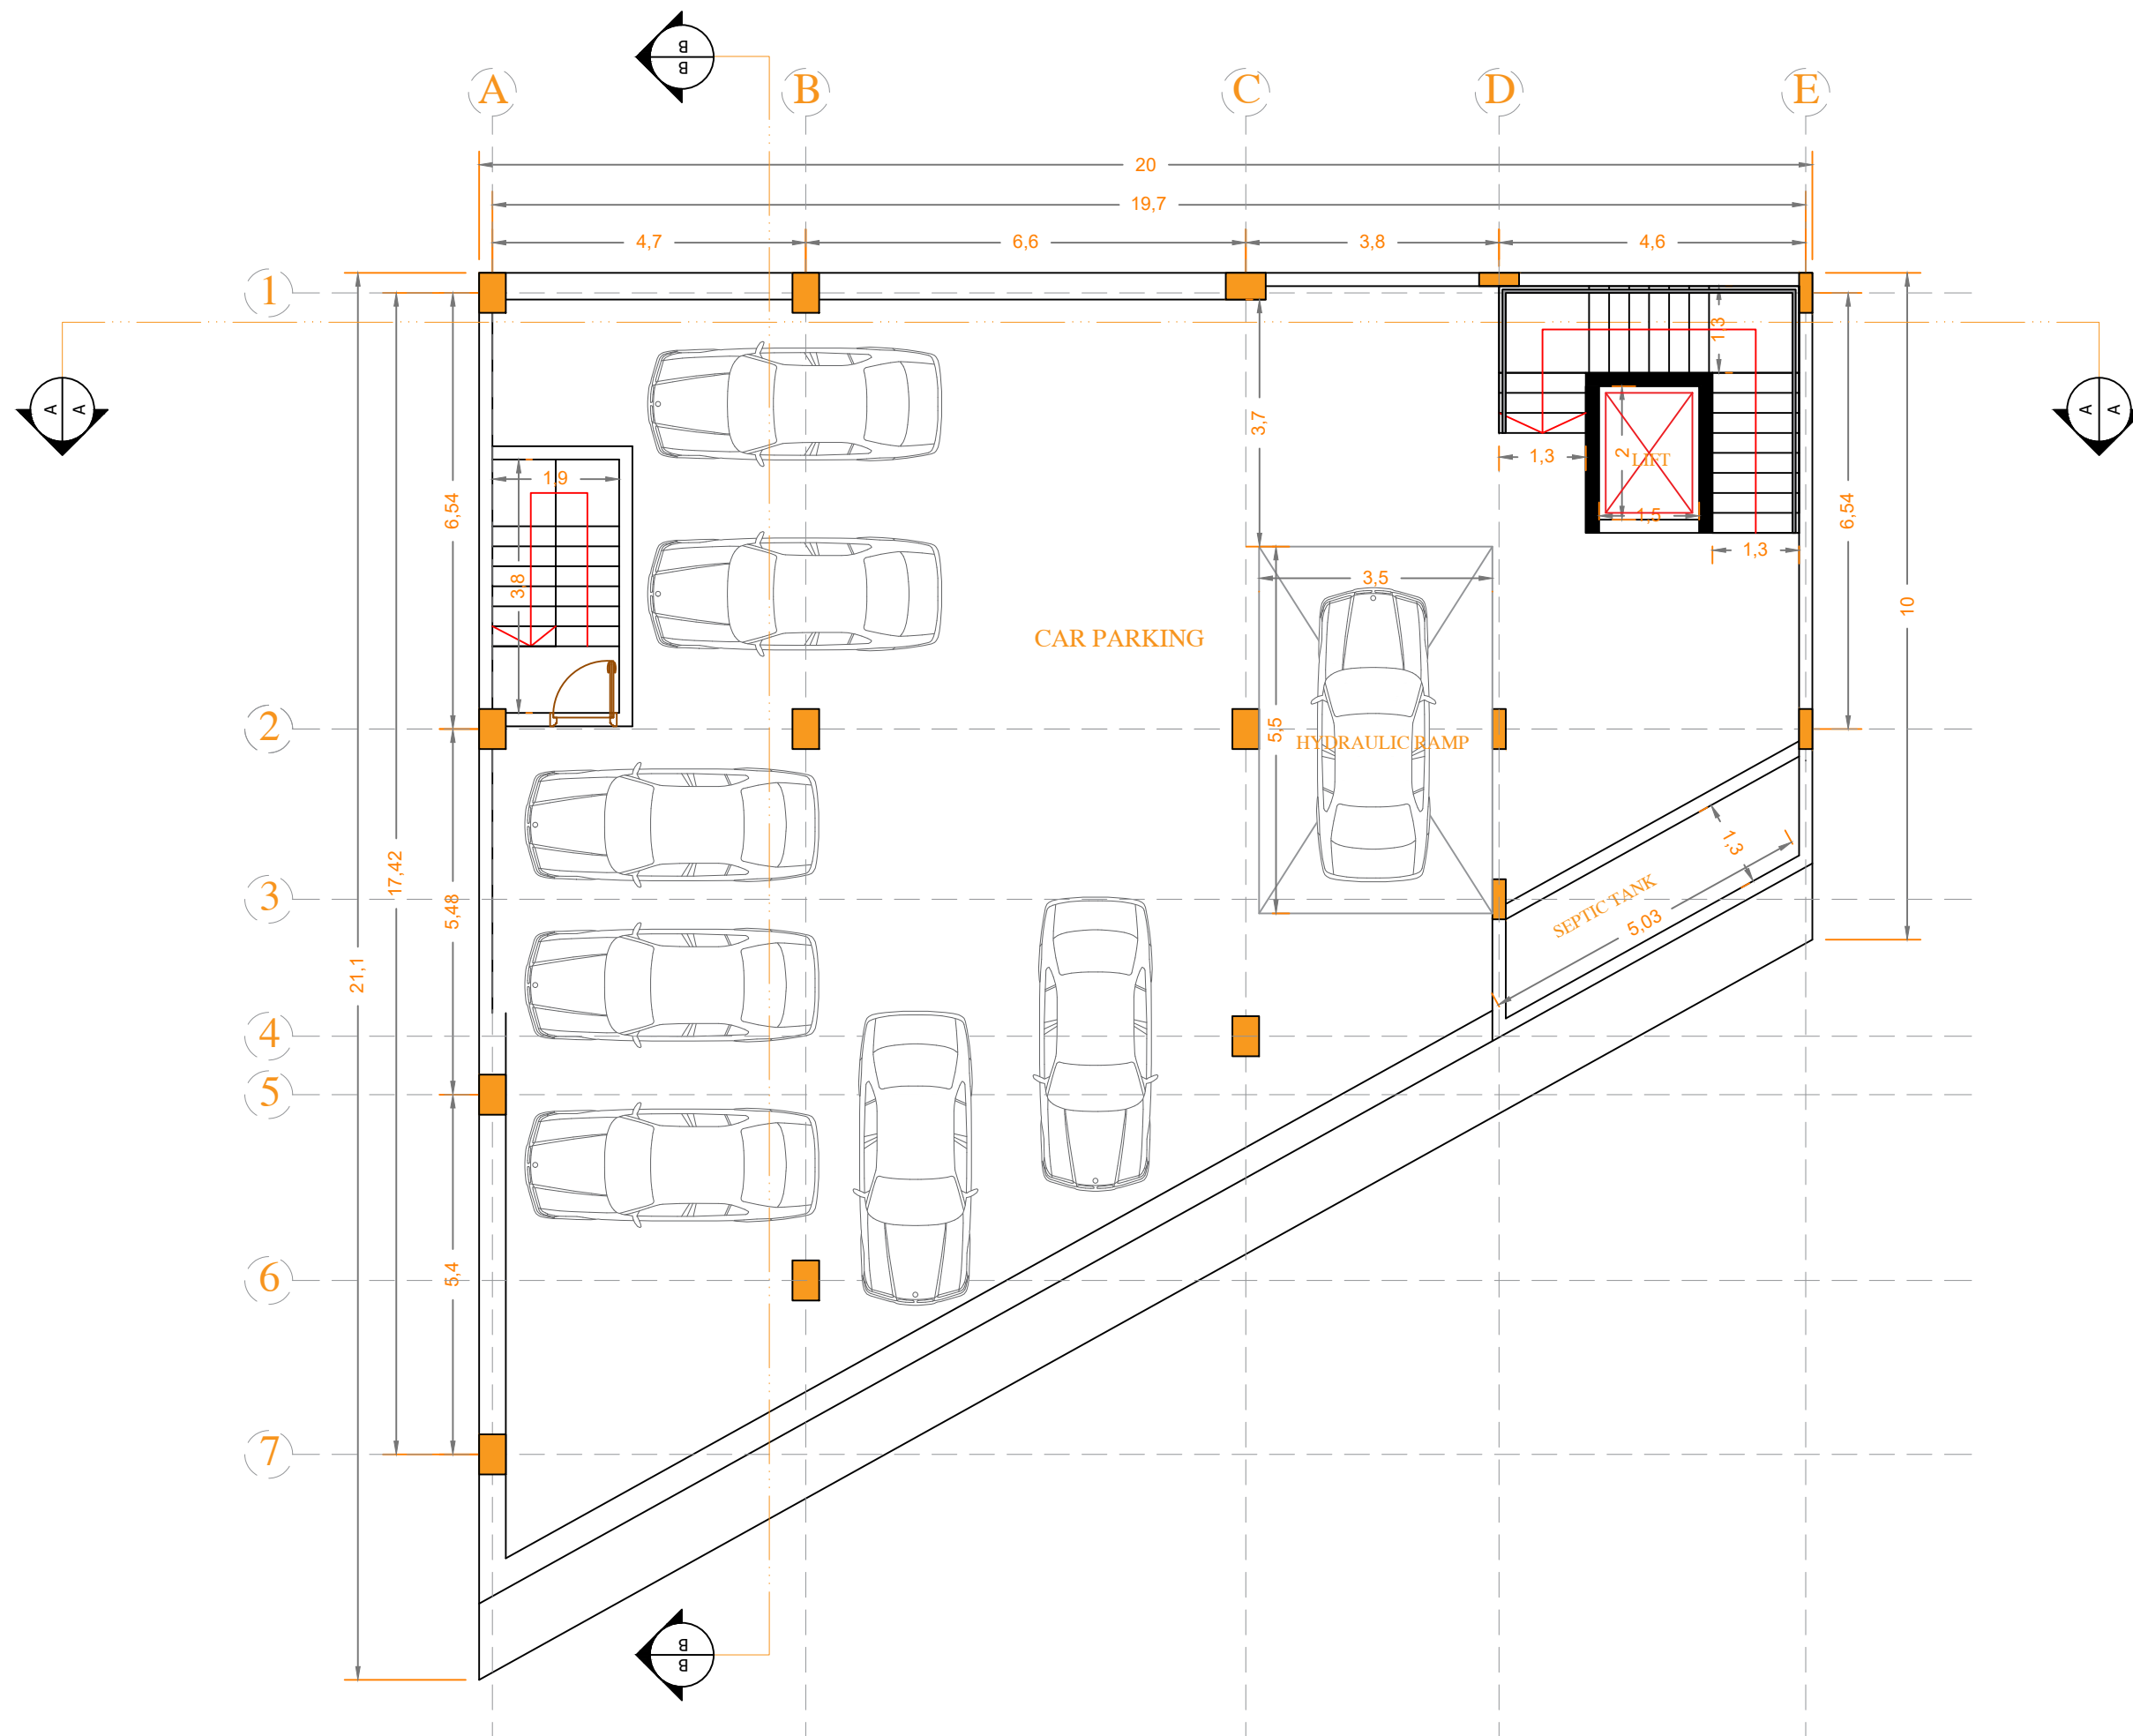 B
B
A
B
C
D
E
20
19,7
4,7
6,6
3,8
4,6
1
1,3
A
A
A
A
3,7
1,3
2
LIFT
1,9
6,54
6,54
1,5
1,3
3,8
3,5
10
CAR PARKING
2
5,5
HYDRAULIC RAMP
1,3
17,42
3
5,48
SEPTIC TANK
5,03
21,1
4
5
6
5,4
7
B
B